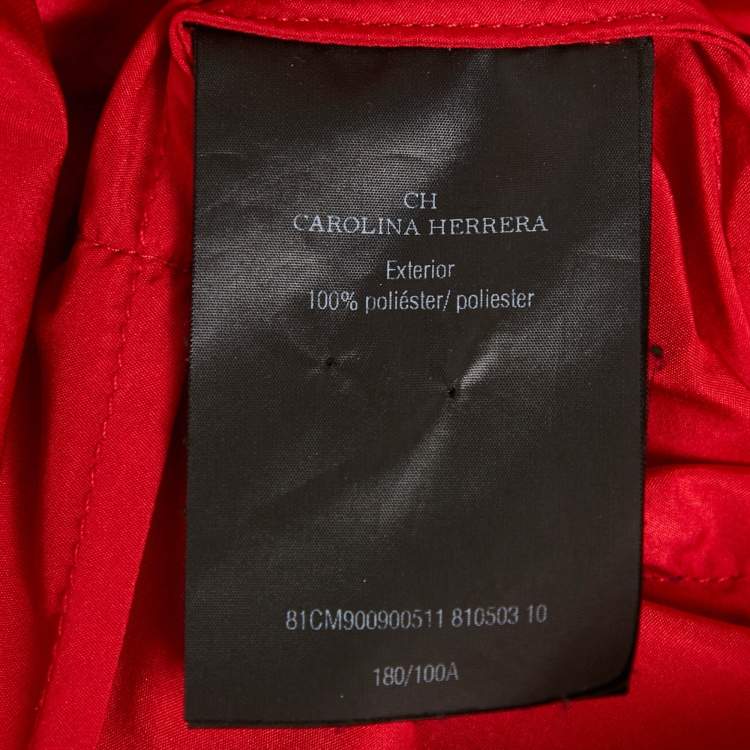 CH
CAROLINA HERRERA
Exterior
100% poliéster/ poliester
81CM900900511 810503 10
180/100A